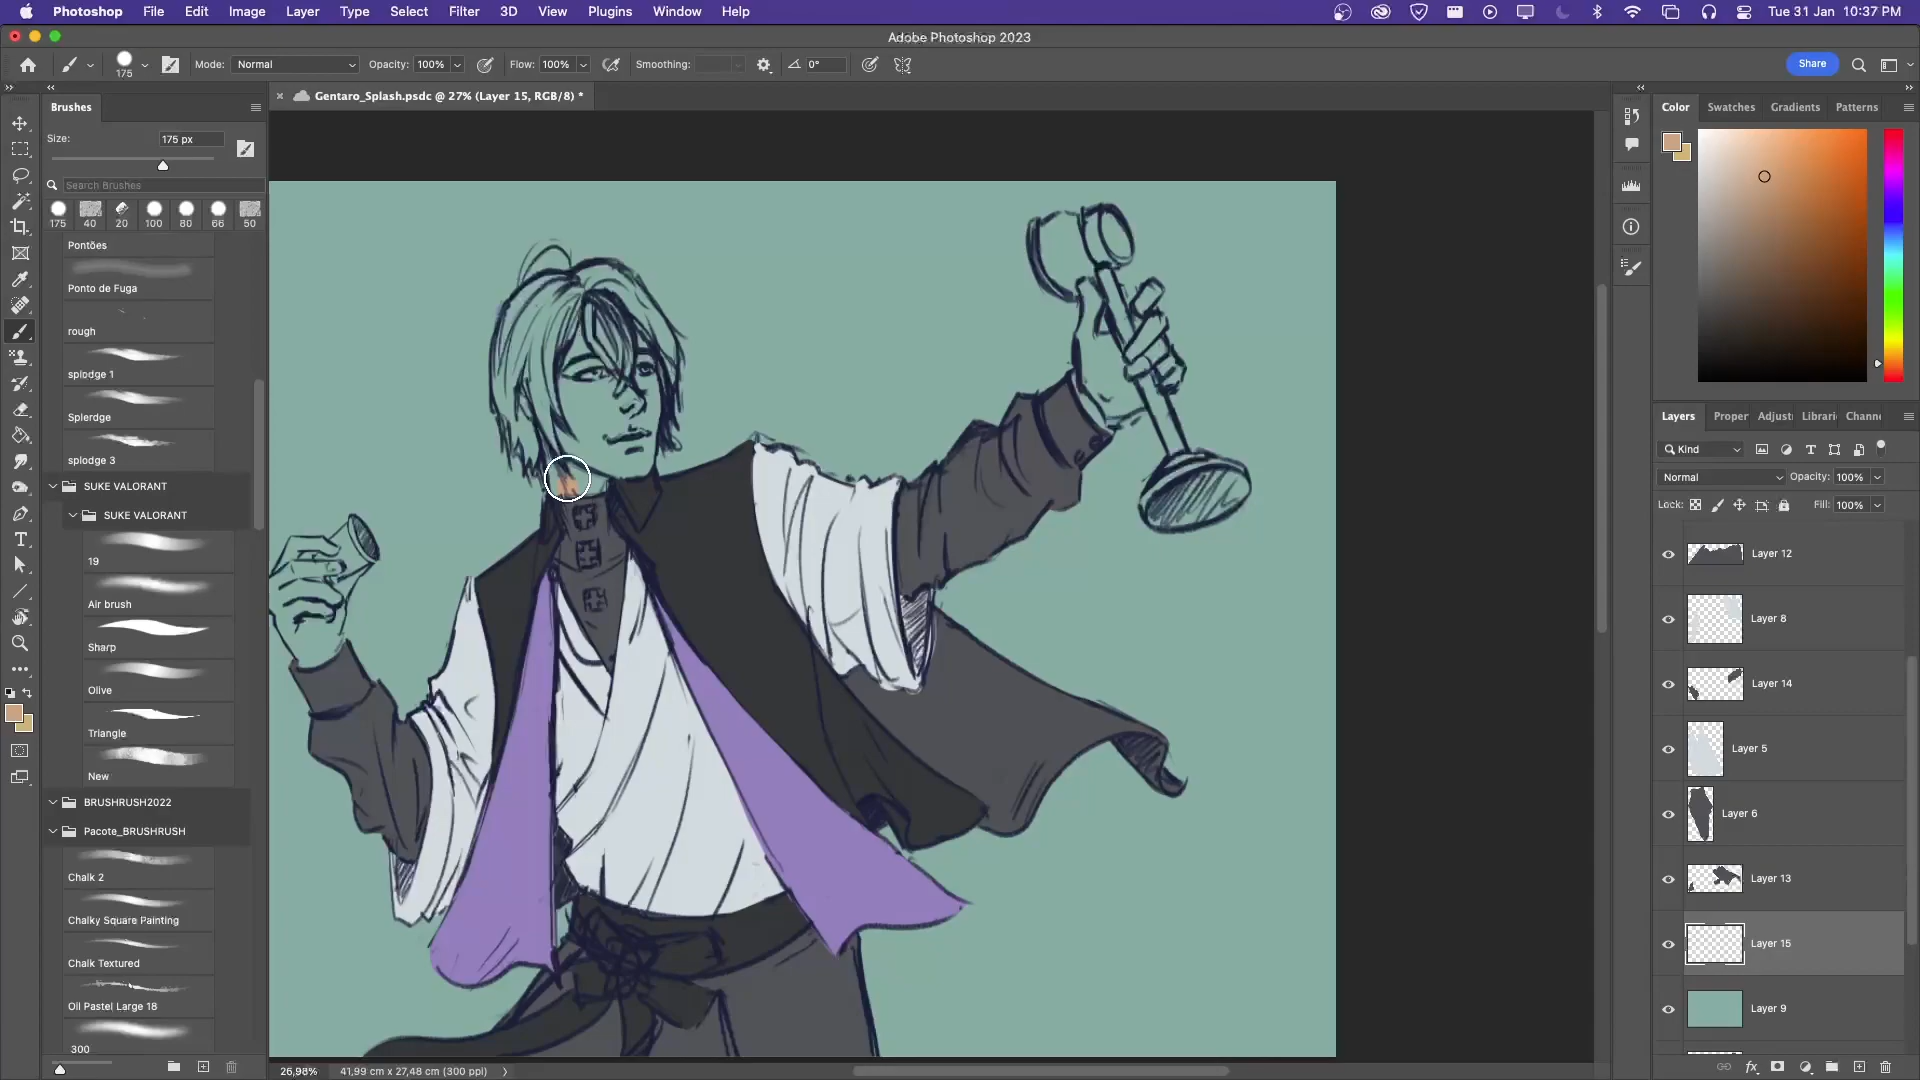 Photoshop File Edit Image Layer Type Select Filter 3D View Plugins Window Help Tue 31 Jan 10:37 PM
Adobe Photoshop 2023
175 Mode: Normal Opacity: 100% Flow: 100% Smoothing: 0° Share
Gentaro_Splash.psdc @ 27% (Layer 15, RGB/8) *
Brushes
Size: 175 px
Search Brushes
175 40 20 100 80 66 50
Pontões
Ponto de Fuga
rough
splodge 1
Splerdge
splodge 3
SUKE VALORANT
SUKE VALORANT
19
Air brush
Sharp
Olive
Triangle
New
BRUSHRUSH2022
Pacote_BRUSHRUSH
Chalk 2
Chalky Square Painting
Chalk Textured
Oil Pastel Large 18
300
26,98% 41,99 cm x 27,48 cm (300 ppi)
Color Swatches Gradients Patterns
Layers Proper Adjust Librari Chann
Kind
Normal Opacity: 100%
Lock: Fill: 100%
Layer 12
Layer 8
Layer 14
Layer 5
Layer 6
Layer 13
Layer 15
Layer 9